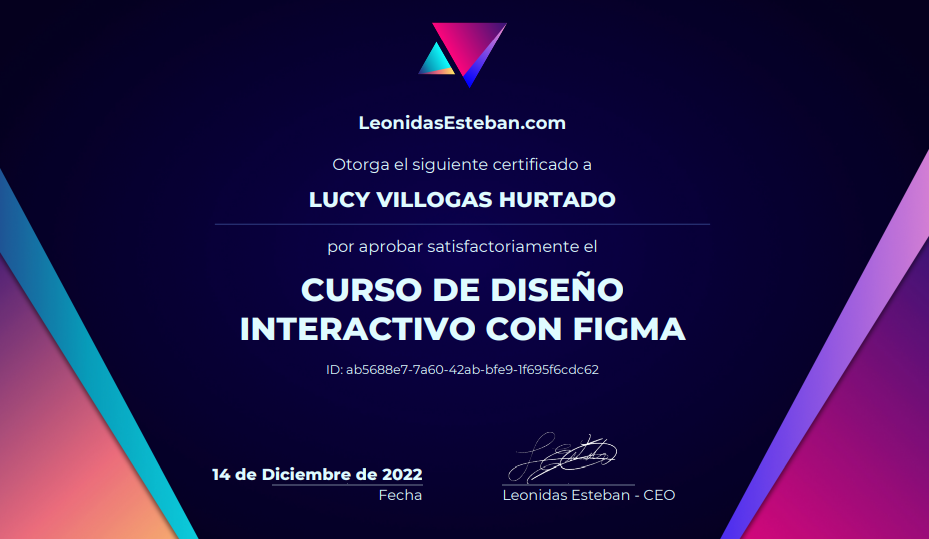 LeonidasEsteban.com
Otorga el siguiente certificado a
LUCY VILLOGAS HURTADO
por aprobar satisfactoriamente el
CURSO DE DISEÑO
INTERACTIVO CON FIGMA
ID: ab5688e7-7a60-42ab-bfe9-1f695f6cdc62
14 de Diciembre de 2022
Fecha
Leonidas Esteban - CEO